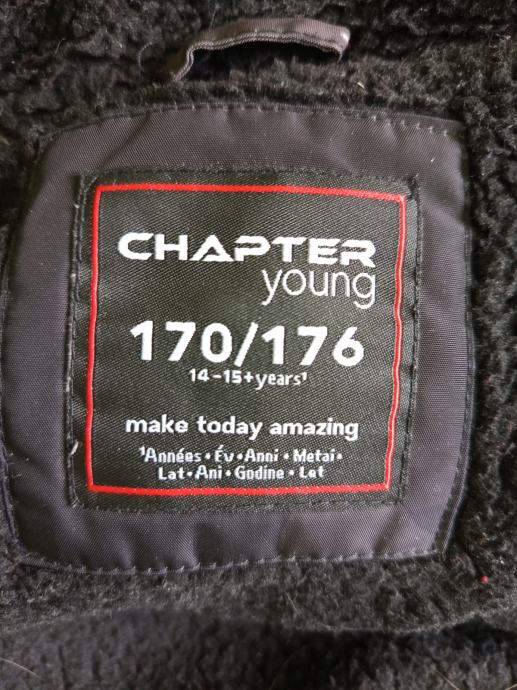 CHAPTER
young
170/176
14-15+years¹
make today amazing
¹Années • Év • Anni • Metai •
Lat • Ani • Godine • Let